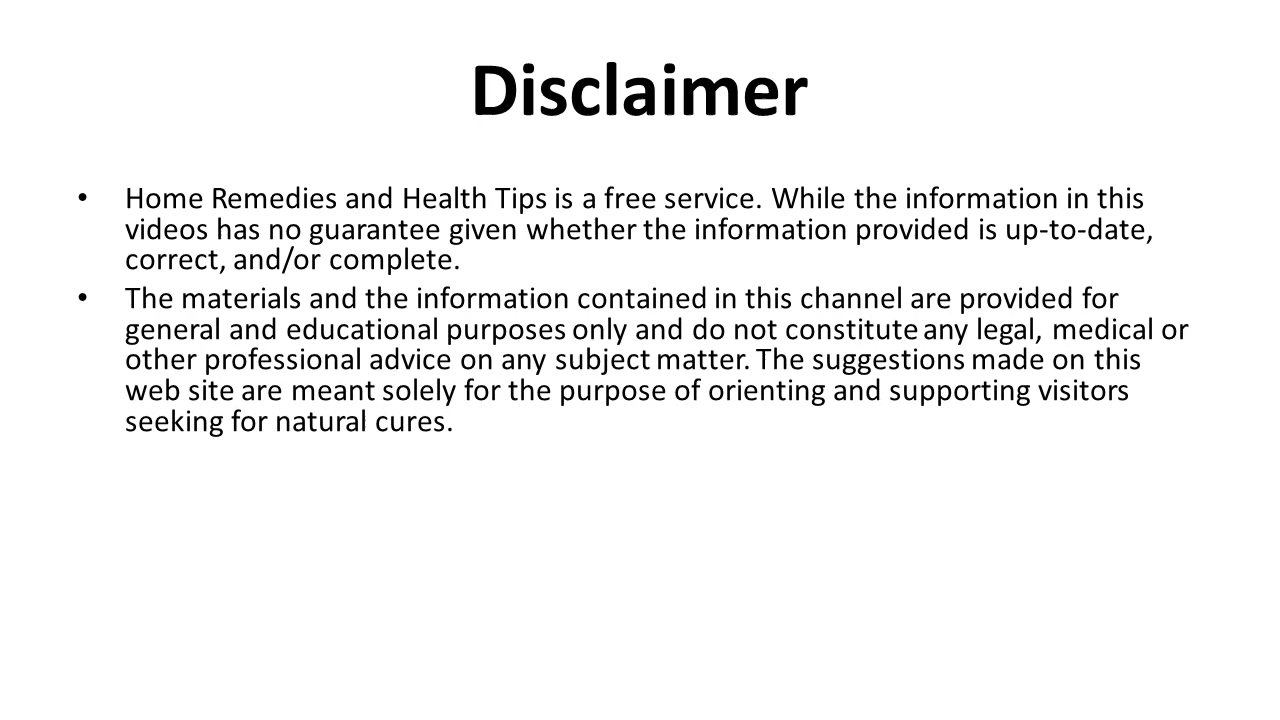 Disclaimer
• Home Remedies and Health Tips is a free service. While the information in this
videos has no guarantee given whether the information provided is up-to-date,
correct, and/or complete.
• The materials and the information contained in this channel are provided for
general and educational purposes only and do not constitute any legal, medical or
other professional advice on any subject matter. The suggestions made on this
web site are meant solely for the purpose of orienting and supporting visitors
seeking for natural cures.